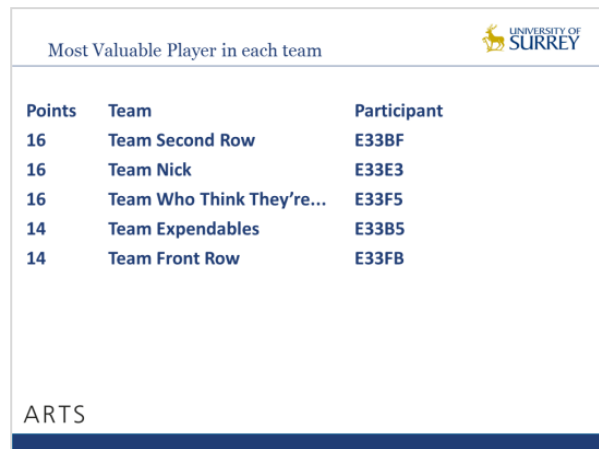 Most Valuable Player in each team
UNIVERSITY OF
SURREY
Points Team Participant
16 Team Second Row E33BF
16 Team Nick E33E3
16 Team Who Think They're... E33F5
14 Team Expendables E33B5
14 Team Front Row E33FB
ARTS